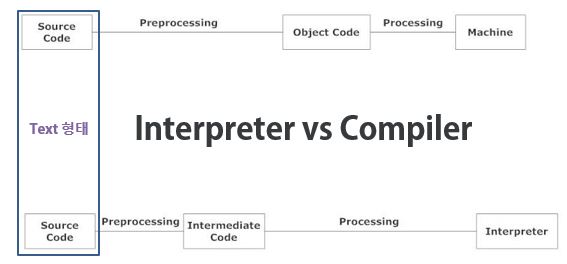 Source
Code
Preprocessing
Object Code
Processing
Machine
Text 형태
Interpreter vs Compiler
Source
Code
Preprocessing
Intermediate
Code
Processing
Interpreter